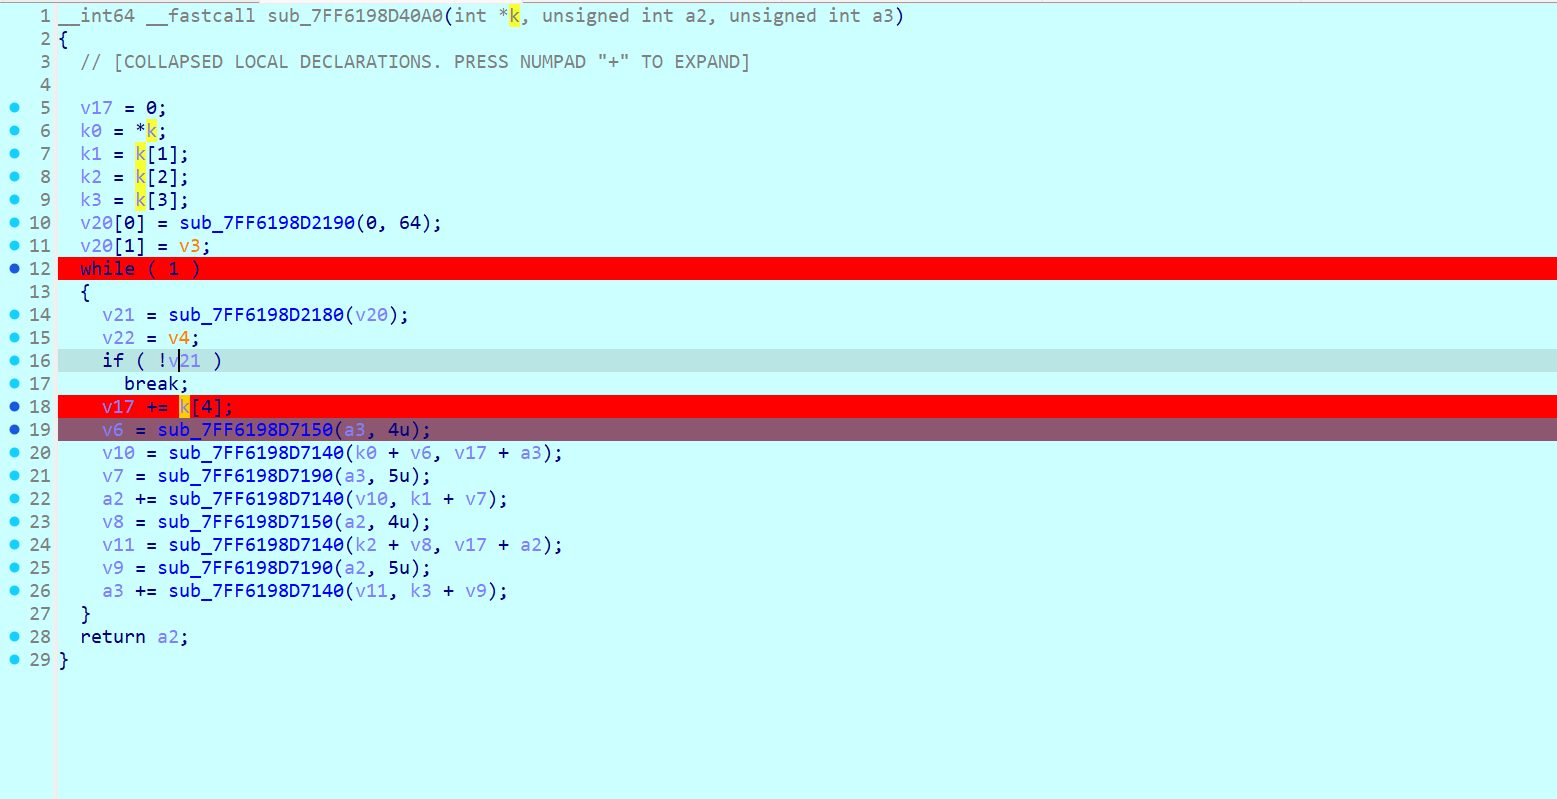 1 __int64 __fastcall sub_7FF6198D40A0(int *k, unsigned int a2, unsigned int a3)
2 {
3   // [COLLAPSED LOCAL DECLARATIONS. PRESS NUMPAD "+" TO EXPAND]
4
5   v17 = 0;
6   k0 = *k;
7   k1 = k[1];
8   k2 = k[2];
9   k3 = k[3];
10   v20[0] = sub_7FF6198D2190(0, 64);
11   v20[1] = v3;
12   while ( 1 )
13   {
14     v21 = sub_7FF6198D2180(v20);
15     v22 = v4;
16     if ( !v21 )
17       break;
18     v17 += k[4];
19     v6 = sub_7FF6198D7150(a3, 4u);
20     v10 = sub_7FF6198D7140(k0 + v6, v17 + a3);
21     v7 = sub_7FF6198D7190(a3, 5u);
22     a2 += sub_7FF6198D7140(v10, k1 + v7);
23     v8 = sub_7FF6198D7150(a2, 4u);
24     v11 = sub_7FF6198D7140(k2 + v8, v17 + a2);
25     v9 = sub_7FF6198D7190(a2, 5u);
26     a3 += sub_7FF6198D7140(v11, k3 + v9);
27   }
28   return a2;
29 }